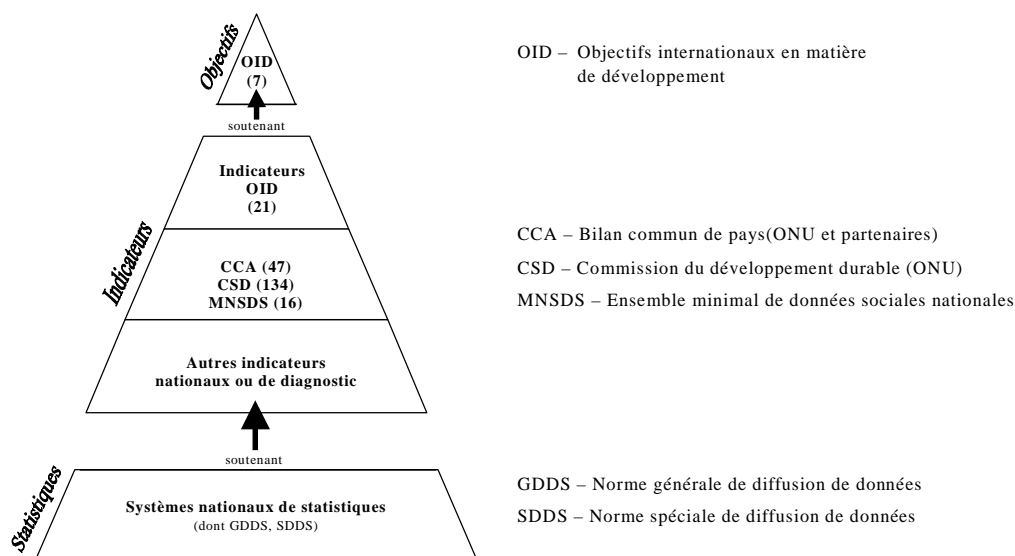 Objectifs
OID
(7)
OID – Objectifs internationaux en matière
de développement
soutenant
Indicateurs
Indicateurs
OID
(21)
CCA (47)
CSD (134)
MNSDS (16)
CCA – Bilan commun de pays(ONU et partenaires)
CSD – Commission du développement durable (ONU)
MNSDS – Ensemble minimal de données sociales nationales
Autres indicateurs
nationaux ou de diagnostic
soutenant
Statistiques
Systèmes nationaux de statistiques
(dont GDDS, SDDS)
GDDS – Norme générale de diffusion de données
SDDS – Norme spéciale de diffusion de données